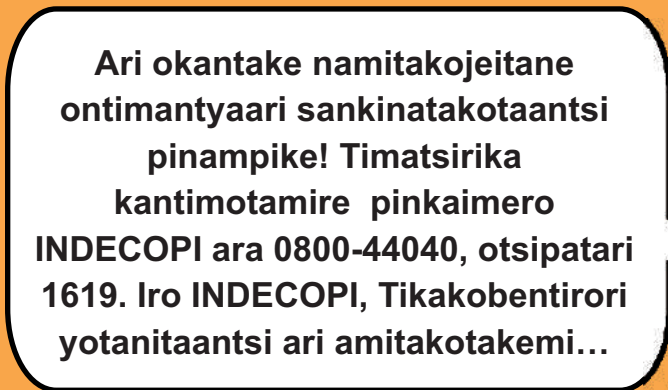 Ari okantake namitakojeitane
ontimantyaari sankinatakotaantsi
pinampike! Timatsirika
kantimotamire pinkaimero
INDECOPI ara 0800-44040, otsipatari
1619. Iro INDECOPI, Tikakobentirori
yotanitaantsi ari amitakotakemi…